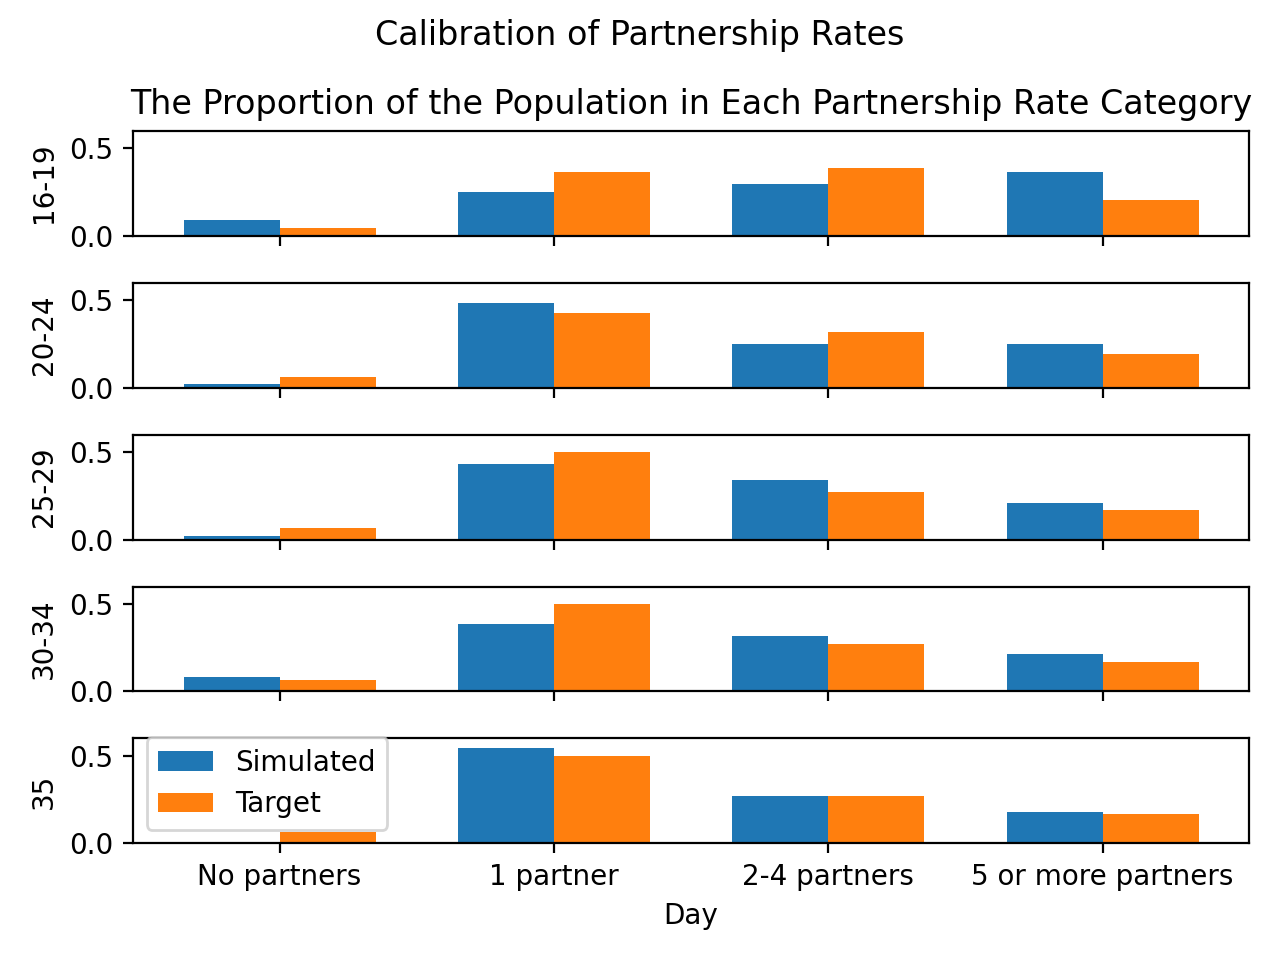 Calibration of Partnership Rates
The Proportion of the Population in Each Partnership Rate Category
16-19
0.5
0.0
20-24
0.5
0.0
25-29
0.5
0.0
30-34
0.5
0.0
35
0.5
0.0
Simulated
Target
No partners
1 partner
2-4 partners
5 or more partners
Day